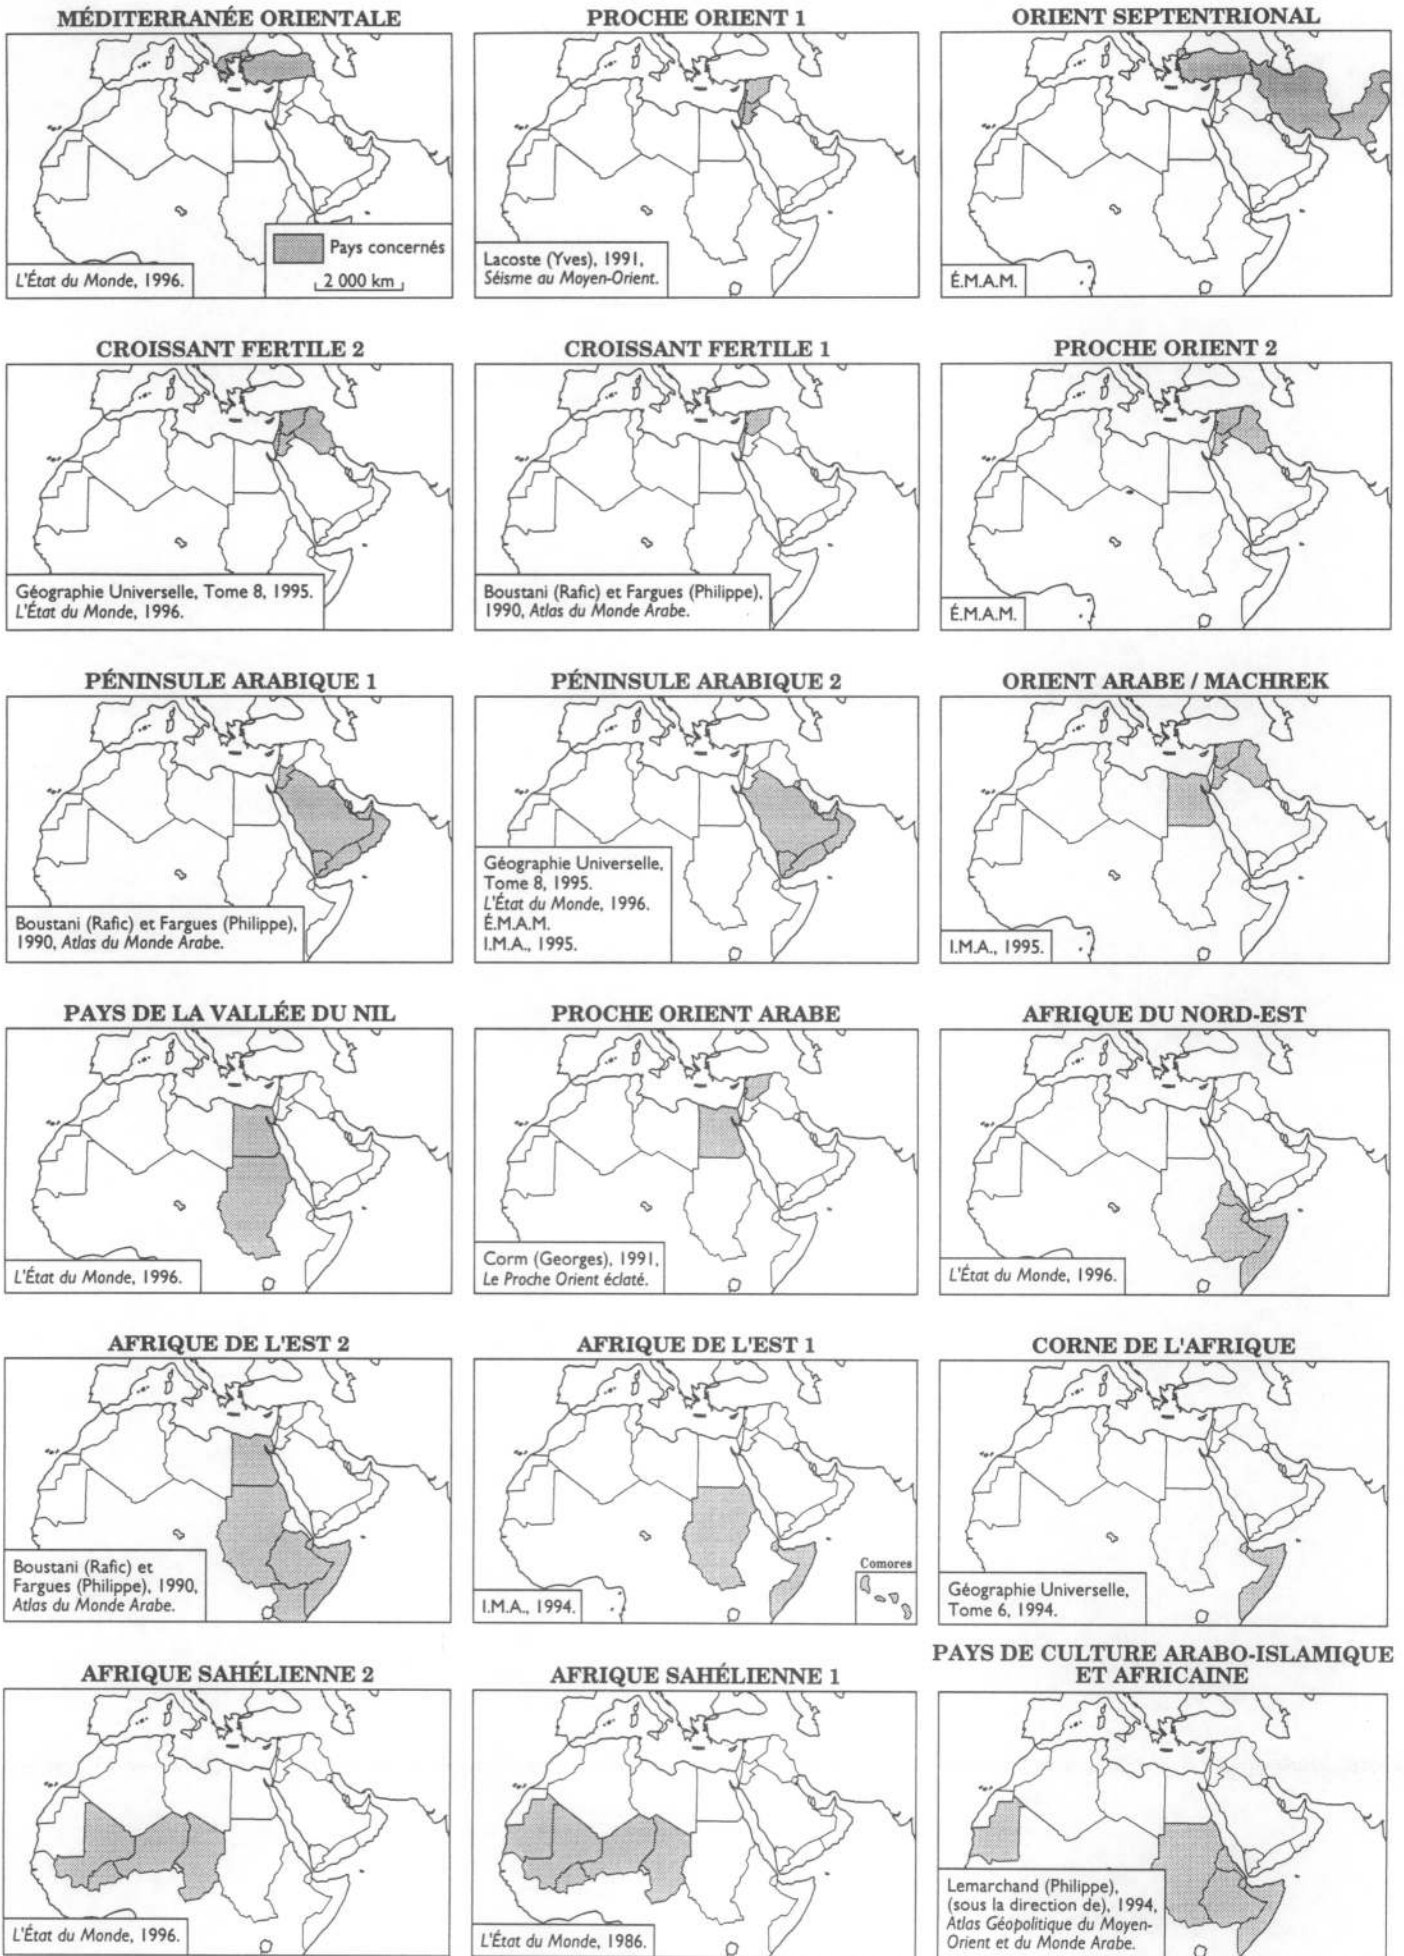 MÉDITERRANÉE ORIENTALE
Pays concernés
2 000 km
L'État du Monde, 1996.
PROCHE ORIENT 1
Lacoste (Yves), 1991,
Séisme au Moyen-Orient.
ORIENT SEPTENTRIONAL
É.M.A.M.
CROISSANT FERTILE 2
Géographie Universelle, Tome 8, 1995.
L'État du Monde, 1996.
CROISSANT FERTILE 1
Boustani (Rafic) et Fargues (Philippe),
1990, Atlas du Monde Arabe.
PROCHE ORIENT 2
É.M.A.M.
PÉNINSULE ARABIQUE 1
Boustani (Rafic) et Fargues (Philippe),
1990, Atlas du Monde Arabe.
PÉNINSULE ARABIQUE 2
Géographie Universelle,
Tome 8, 1995.
L'État du Monde, 1996.
É.M.A.M.
I.M.A., 1995.
ORIENT ARABE / MACHREK
I.M.A., 1995.
PAYS DE LA VALLÉE DU NIL
L'État du Monde, 1996.
PROCHE ORIENT ARABE
Corm (Georges), 1991,
Le Proche Orient éclaté.
AFRIQUE DU NORD-EST
L'État du Monde, 1996.
AFRIQUE DE L'EST 2
Boustani (Rafic) et
Fargues (Philippe), 1990,
Atlas du Monde Arabe.
AFRIQUE DE L'EST 1
Comores
I.M.A., 1994.
CORNE DE L'AFRIQUE
Géographie Universelle,
Tome 6, 1994.
AFRIQUE SAHÉLIENNE 2
L'État du Monde, 1996.
AFRIQUE SAHÉLIENNE 1
L'État du Monde, 1986.
PAYS DE CULTURE ARABO-ISLAMIQUE
ET AFRICAINE
Lemarchand (Philippe),
(sous la direction de), 1994,
Atlas Géopolitique du Moyen-
Orient et du Monde Arabe.